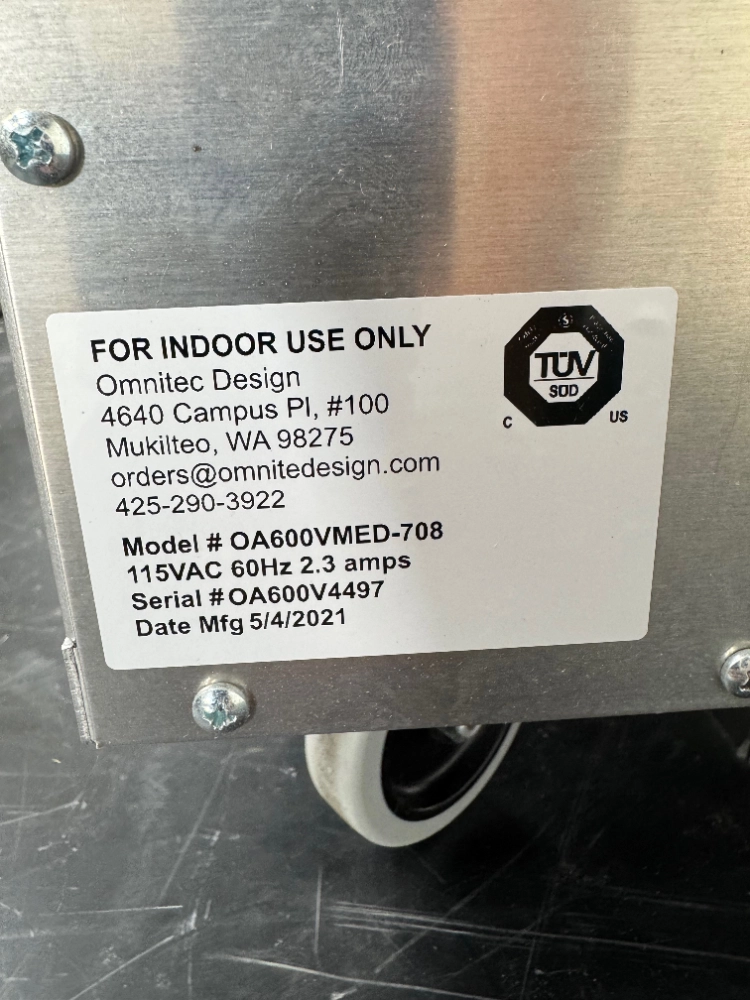 FOR INDOOR USE ONLY
Omnitec Design
4640 Campus Pl, #100
Mukilteo, WA 98275
orders@omnitedesign.com
425-290-3922
Model # OA600VMED-708
115VAC 60Hz 2.3 amps
Serial # OA600V4497
Date Mfg 5/4/2021
TÜV
SÜD
C US